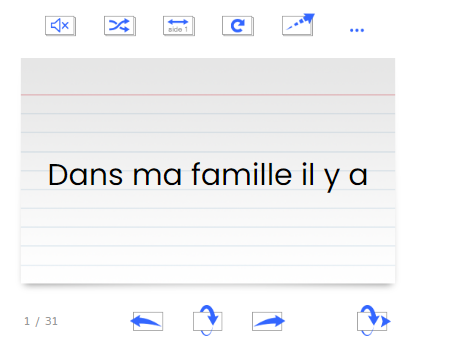 side 1
...
Dans ma famille il y a
1 / 31